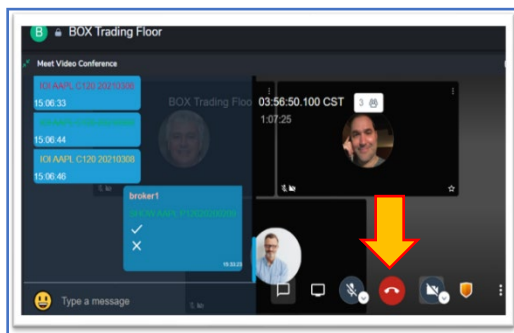 B BOX Trading Floor
Meet Video Conference
IOI AAPL C120 20210308
15:06:33
15:06:44
IOI AAPL C120 20210308
15:06:46
BOX Trading Floo
03:56:50.100 CST
3
1:07:25
broker1
15:53:23
Type a message